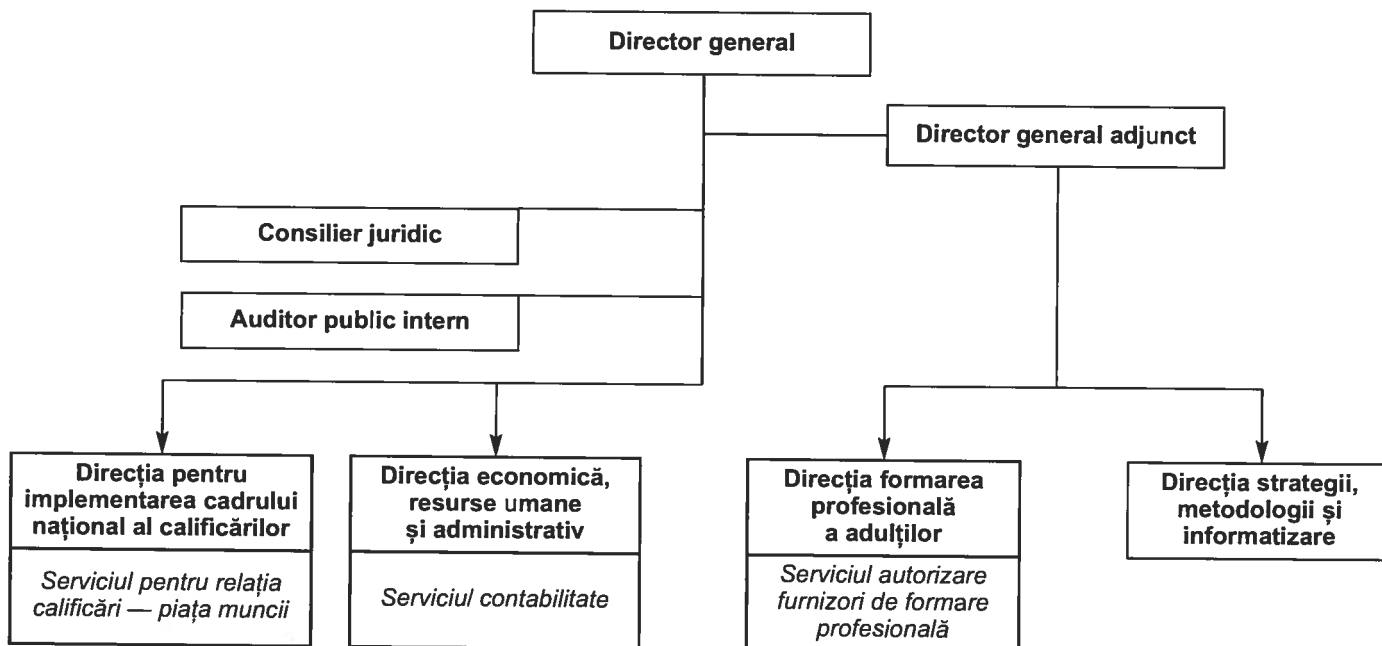 Director general
Director general adjunct
Consilier juridic
Auditor public intern
Direcția pentru
implementarea cadrului
național al calificărilor
Serviciul pentru relația
calificări — piața muncii
Direcția economică,
resurse umane
și administrativ
Serviciul contabilitate
Direcția formarea
profesională
a adulților
Serviciul autorizare
furnizori de formare
profesională
Direcția strategii,
metodologii și
informatizare